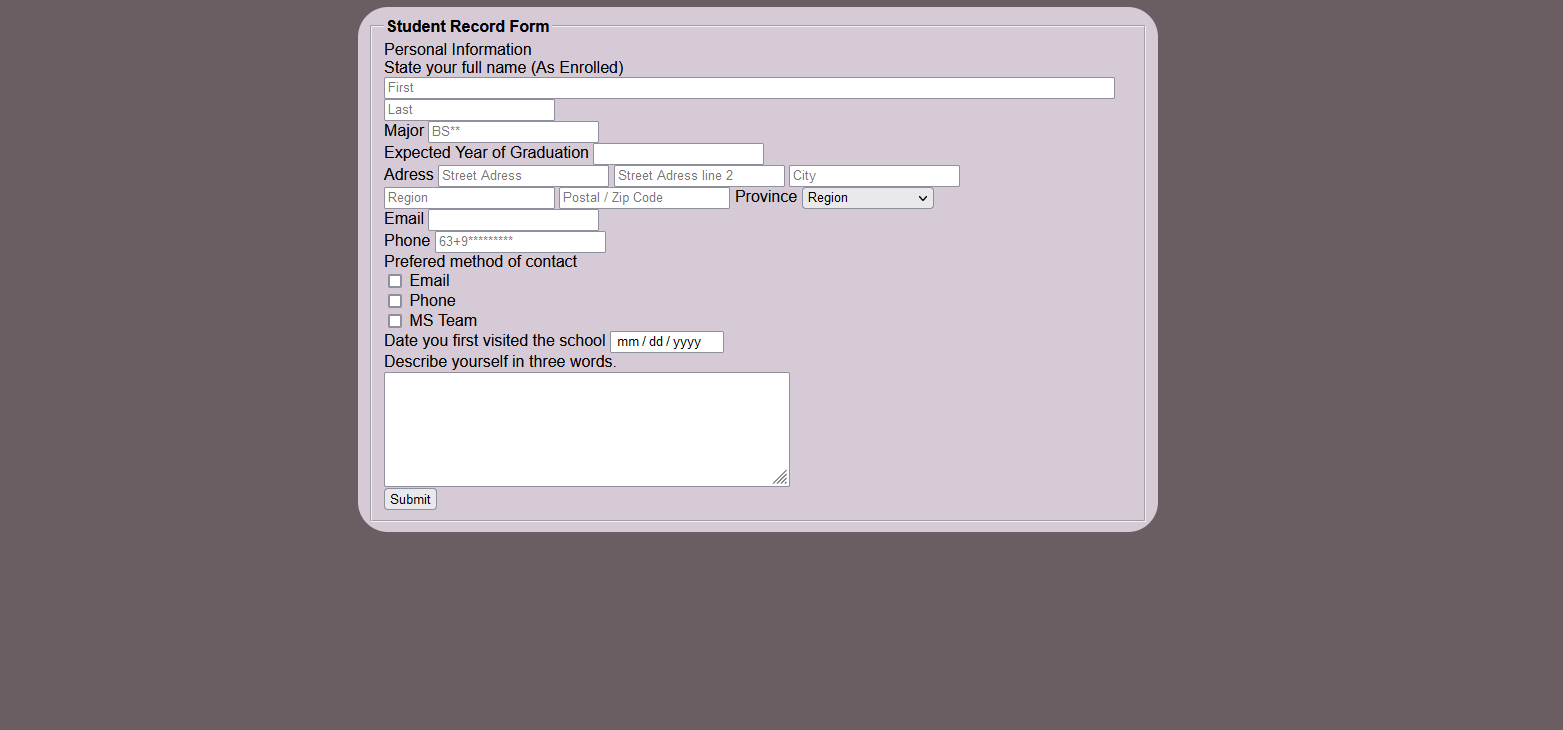 Student Record Form
Personal Information
State your full name (As Enrolled)
First
Last
Major BS**
Expected Year of Graduation
Adress Street Adress Street Adress line 2 City
Region Postal / Zip Code Province Region
Email
Phone 63+9*********
Prefered method of contact
Email
Phone
MS Team
Date you first visited the school mm / dd / yyyy
Describe yourself in three words.
Submit